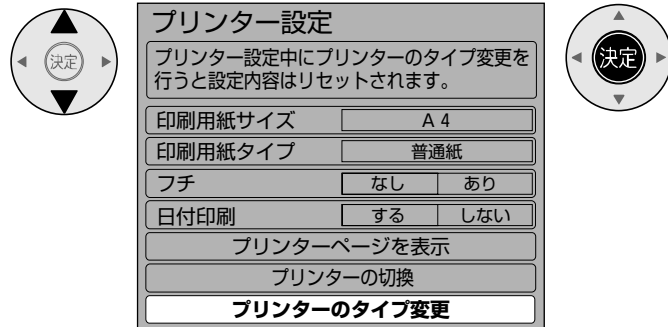 プリンター設定
プリンター設定中にプリンターのタイプ変更を
行うと設定内容はリセットされます。
印刷用紙サイズ A 4
印刷用紙タイプ 普通紙
フチ なし あり
日付印刷 する しない
プリンターページを表示
プリンターの切換
プリンターのタイプ変更
決定
決定